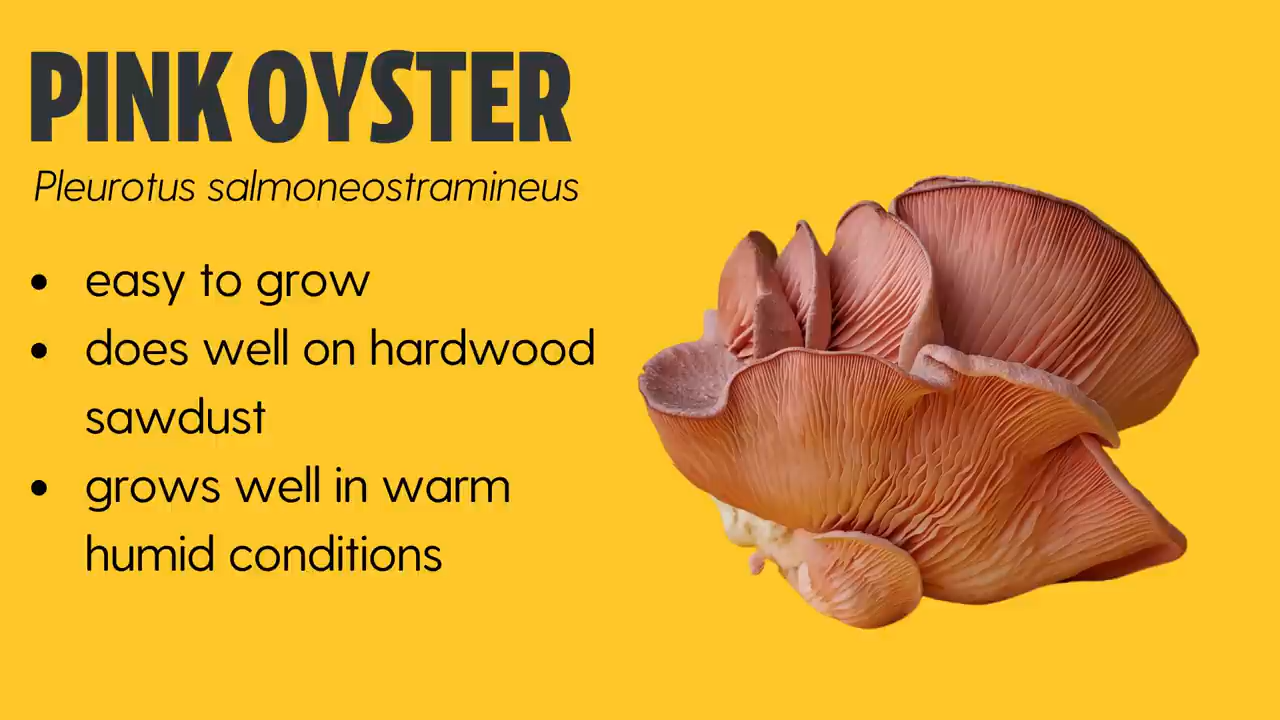 PINK OYSTER
Pleurotus salmoneostramineus
• easy to grow
• does well on hardwood
sawdust
• grows well in warm
humid conditions